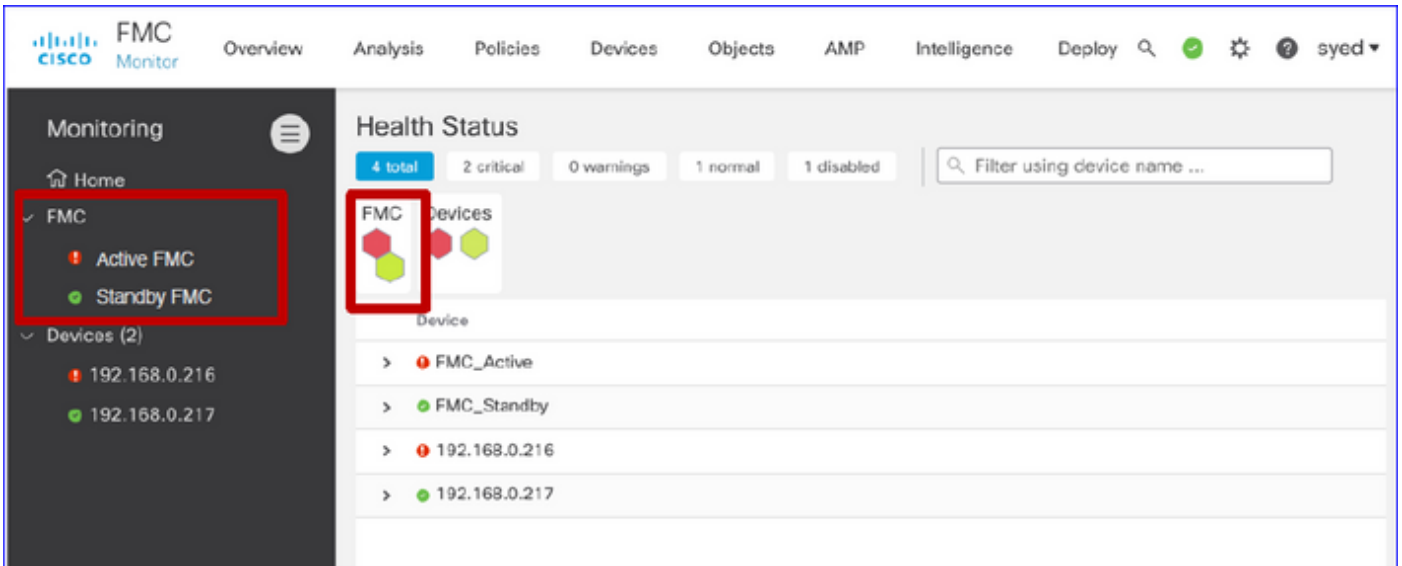 CISCO FMC Monitor Overview Analysis Policies Devices Objects AMP Intelligence Deploy syed
Monitoring
Home
FMC
Active FMC
Standby FMC
Devices (2)
192.168.0.216
192.168.0.217
Health Status
4 total 2 critical 0 warnings 1 normal 1 disabled Filter using device name ...
FMC Devices
Device
FMC_Active
FMC_Standby
192.168.0.216
192.168.0.217